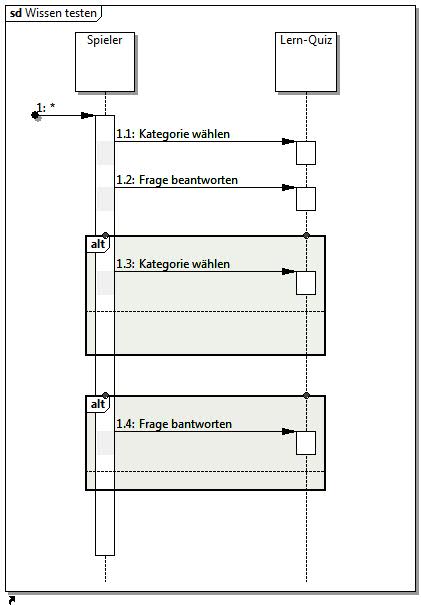 sd Wissen testen
Spieler
Lern-Quiz
1: *
1.1: Kategorie wählen
1.2: Frage beantworten
alt
1.3: Kategorie wählen
alt
1.4: Frage bantworten